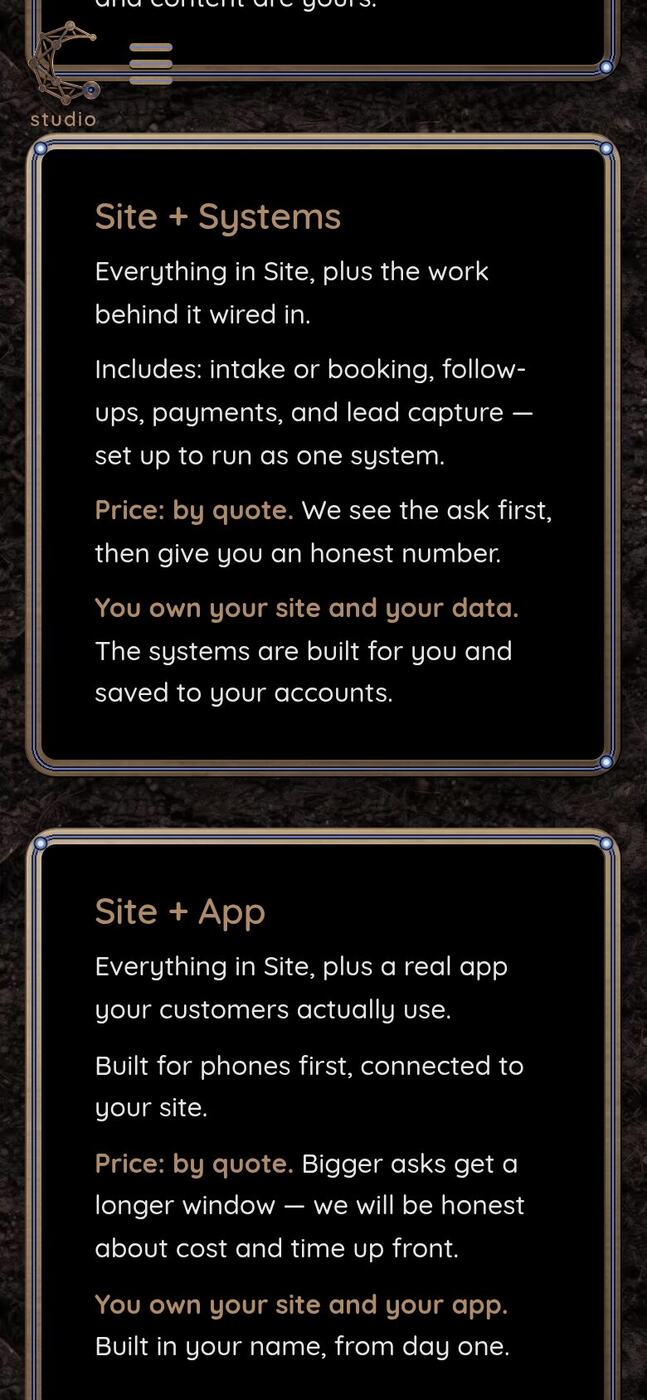 and content are yours.
studio
Site + Systems
Everything in Site, plus the work
behind it wired in.
Includes: intake or booking, follow-
ups, payments, and lead capture —
set up to run as one system.
Price: by quote. We see the ask first,
then give you an honest number.
You own your site and your data.
The systems are built for you and
saved to your accounts.
Site + App
Everything in Site, plus a real app
your customers actually use.
Built for phones first, connected to
your site.
Price: by quote. Bigger asks get a
longer window — we will be honest
about cost and time up front.
You own your site and your app.
Built in your name, from day one.